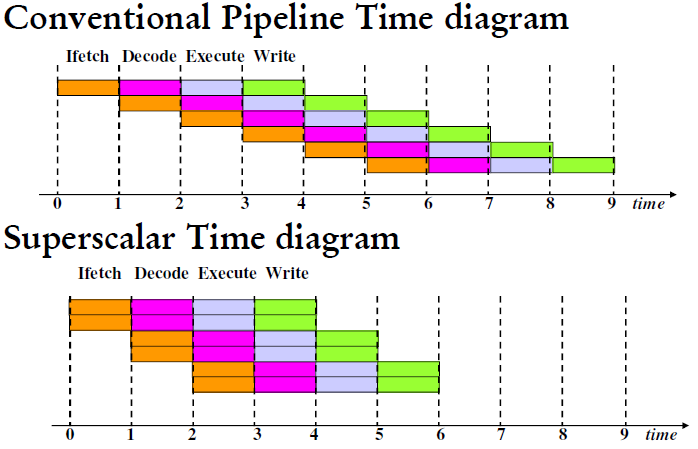 Conventional Pipeline Time diagram
Ifetch Decode Execute Write
0 1 2 3 4 5 6 7 8 9 time
Superscalar Time diagram
Ifetch Decode Execute Write
0 1 2 3 4 5 6 7 8 9 time